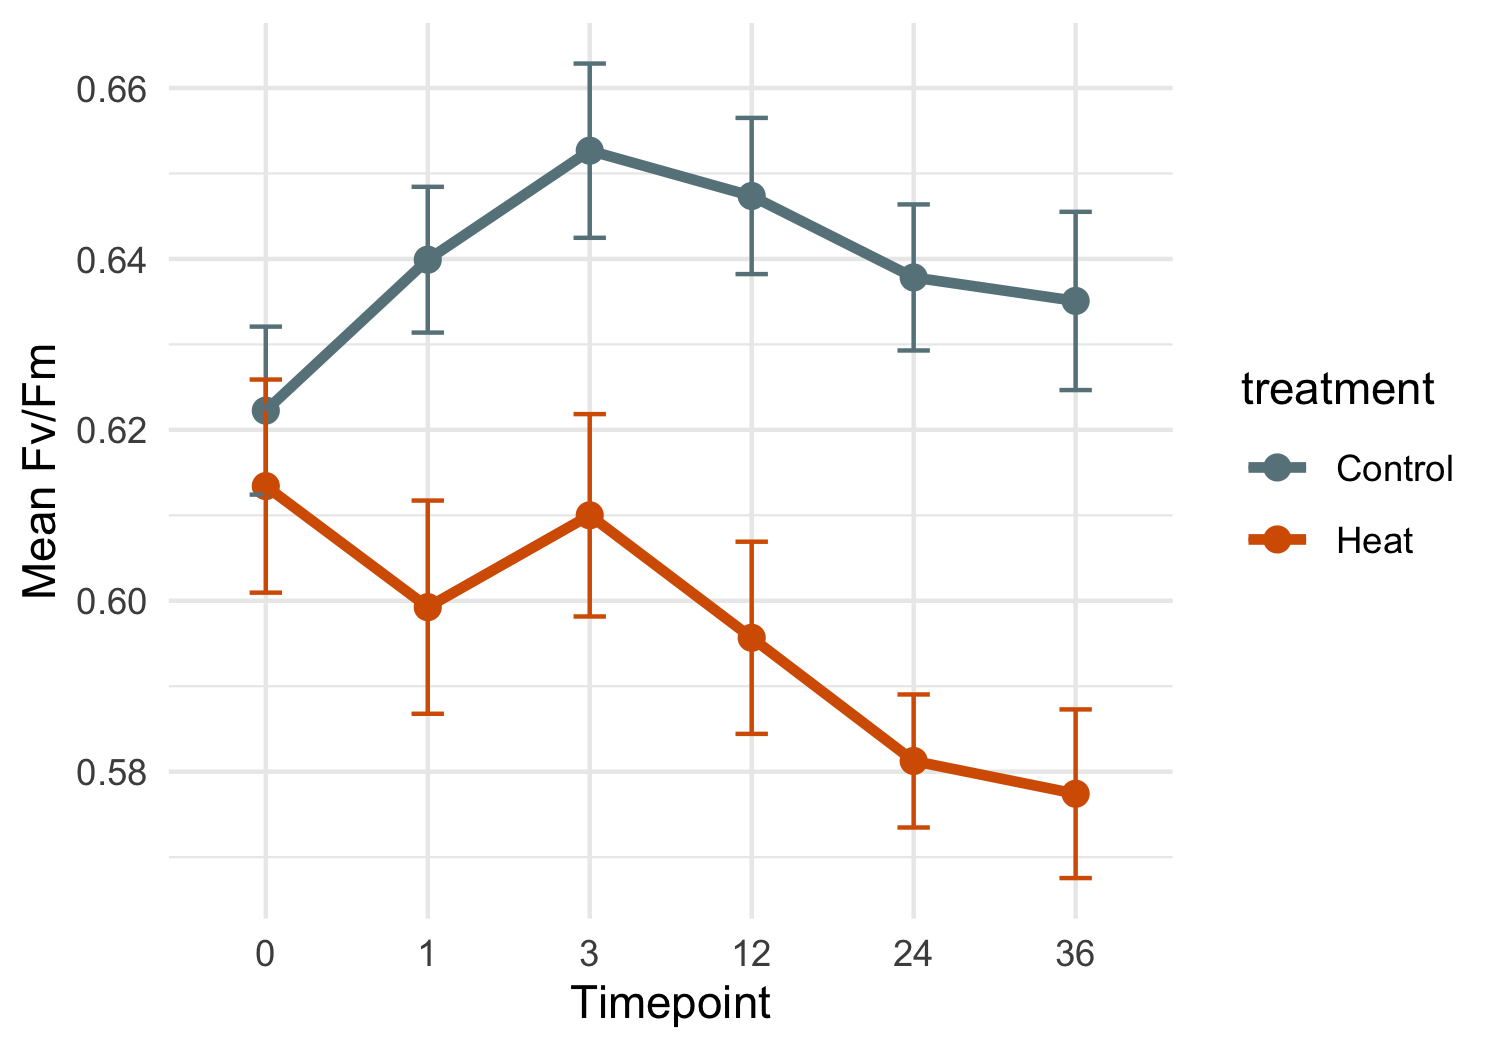 0.66
0.64
0.62
0.60
0.58
Mean Fv/Fm
0 1 3 12 24 36
Timepoint
treatment
Control
Heat